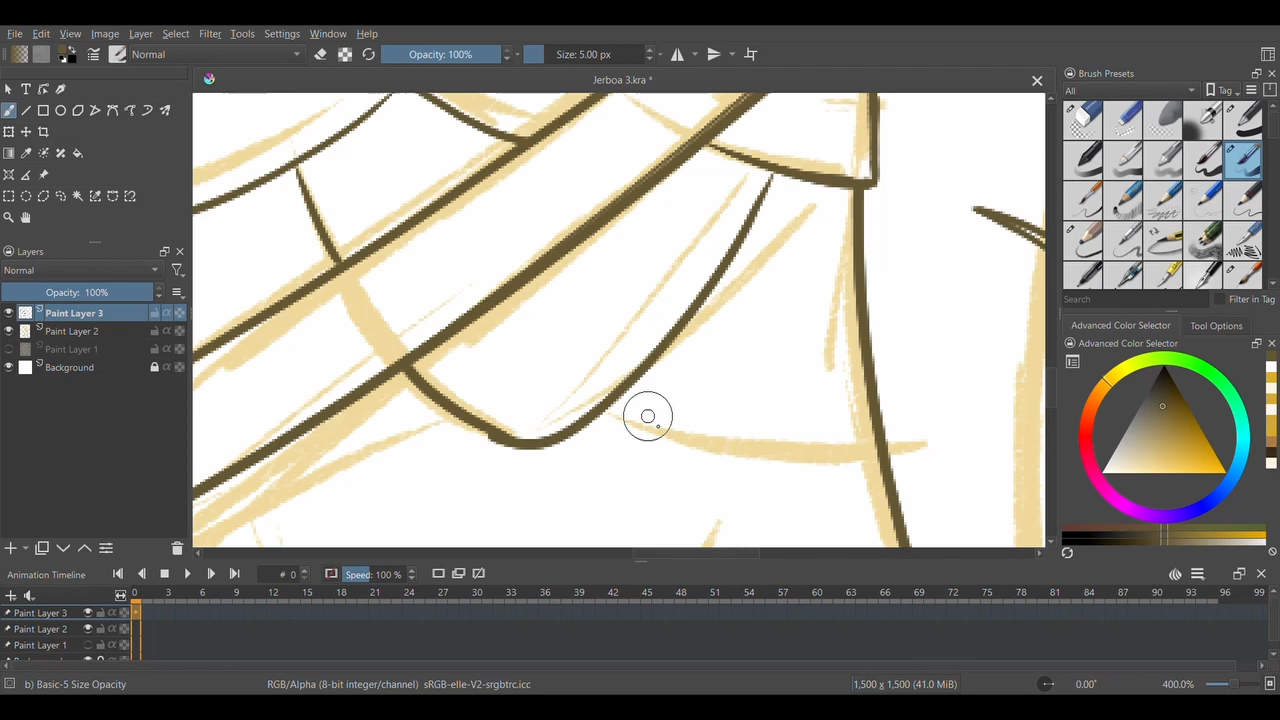 File Edit View Image Layer Select Filter Tools Settings Window Help
Normal Opacity: 100% Size: 5.00 px
Jerboa 3.kra *
Brush Presets
All Tag
Layers
Normal
Opacity: 100%
Paint Layer 3
Paint Layer 2
Paint Layer 1
Background
Search Filter in Tag
Advanced Color Selector Tool Options
Advanced Color Selector
Animation Timeline # 0 Speed: 100 %
0 3 6 9 12 15 18 21 24 27 30 33 36 39 42 45 48 51 54 57 60 63 66 69 72 75 78 81 84 87 90 93 96 99
Paint Layer 3
Paint Layer 2
Paint Layer 1
b) Basic-5 Size Opacity RGB/Alpha (8-bit integer/channel) sRGB-elle-V2-srgbtrc.icc 1,500 x 1,500 (41.0 MiB) 0.00° 400.0%